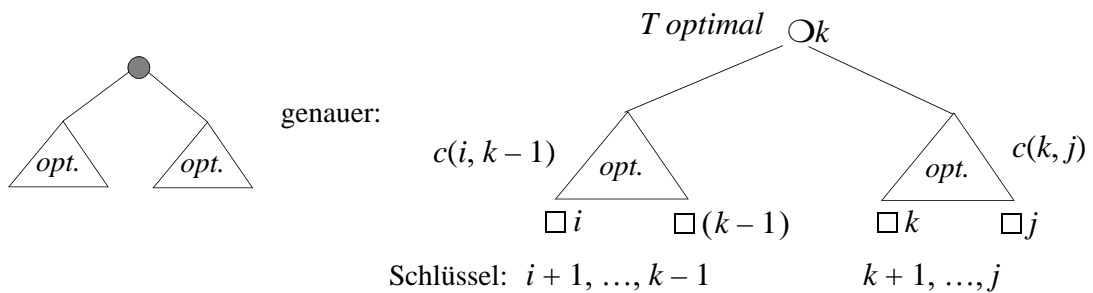 T optimal k
genauer:
opt. opt.
c(i, k – 1) opt. opt. c(k, j)
i (k – 1) k j
Schlüssel: i + 1, …, k – 1 k + 1, …, j